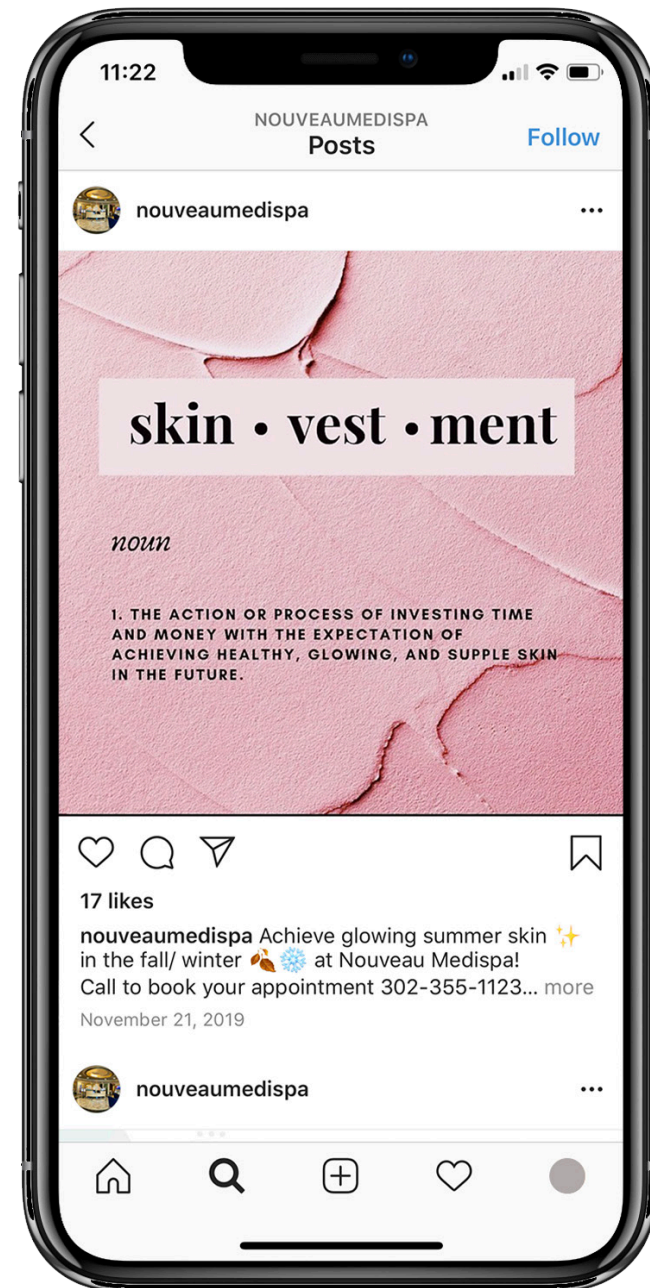 11:22
NOUVEAUMEDISPA
Posts
Follow
nouveaumedispa
skin • vest • ment
noun
1. THE ACTION OR PROCESS OF INVESTING TIME
AND MONEY WITH THE EXPECTATION OF
ACHIEVING HEALTHY, GLOWING, AND SUPPLE SKIN
IN THE FUTURE.
17 likes
nouveaumedispa Achieve glowing summer skin ✨
in the fall/ winter 🍂 ❄️ at Nouveau Medispa!
Call to book your appointment 302-355-1123... more
November 21, 2019
nouveaumedispa